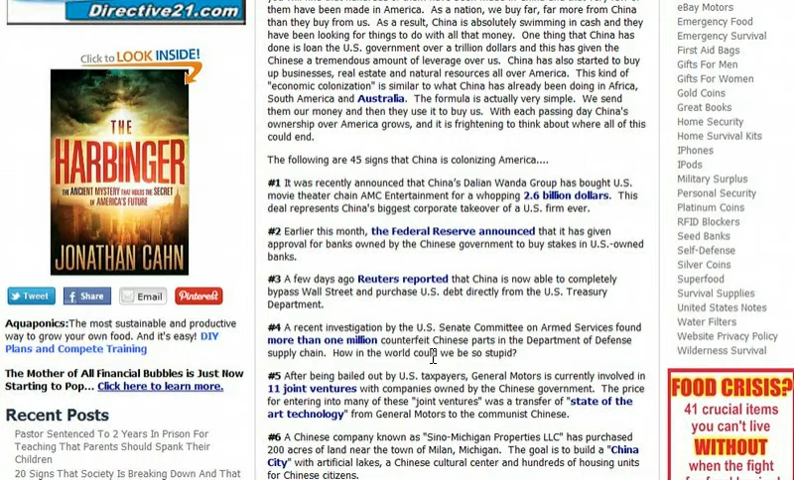 Directive21.com
Click to LOOK INSIDE!
THE
HARBINGER
THE ANCIENT MYSTERY THAT HOLDS THE SECRET
OF AMERICA'S FUTURE
JONATHAN CAHN
Tweet
Share
Email
Pinterest
Aquaponics:The most sustainable and productive
way to grow your own food. And it's easy! DIY
Plans and Compete Training
The Mother of All Financial Bubbles is Just Now
Starting to Pop... Click here to learn more.
Recent Posts
Pastor Sentenced To 2 Years In Prison For
Teaching That Parents Should Spank Their
Children
20 Signs That Society Is Breaking Down And That
them have been made in America. As a nation, we buy far, far more from China
than they buy from us. As a result, China is absolutely swimming in cash and they
have been looking for things to do with all that money. One thing that China has
done is loan the U.S. government over a trillion dollars and this has given the
Chinese a tremendous amount of leverage over us. China has also started to buy
up businesses, real estate and natural resources all over America. This kind of
"economic colonization" is similar to what China has already been doing in Africa,
South America and Australia. The formula is actually very simple. We send
them our money and then they use it to buy us. With each passing day China's
ownership over America grows, and it is frightening to think about where all of this
could end.
The following are 45 signs that China is colonizing America....
#1 It was recently announced that China's Dalian Wanda Group has bought U.S.
movie theater chain AMC Entertainment for a whopping 2.6 billion dollars. This
deal represents China's biggest corporate takeover of a U.S. firm ever.
#2 Earlier this month, the Federal Reserve announced that it has given
approval for banks owned by the Chinese government to buy stakes in U.S.-owned
banks.
#3 A few days ago Reuters reported that China is now able to completely
bypass Wall Street and purchase U.S. debt directly from the U.S. Treasury
Department.
#4 A recent investigation by the U.S. Senate Committee on Armed Services found
more than one million counterfeit Chinese parts in the Department of Defense
supply chain. How in the world could we be so stupid?
#5 After being bailed out by U.S. taxpayers, General Motors is currently involved in
11 joint ventures with companies owned by the Chinese government. The price
for entering into many of these "joint ventures" was a transfer of "state of the
art technology" from General Motors to the communist Chinese.
#6 A Chinese company known as "Sino-Michigan Properties LLC" has purchased
200 acres of land near the town of Milan, Michigan. The goal is to build a "China
City" with artificial lakes, a Chinese cultural center and hundreds of housing units
for Chinese citizens.
eBay Motors
Emergency Food
Emergency Survival
First Aid Bags
Gifts For Men
Gifts For Women
Gold Coins
Great Books
Home Security
Home Survival Kits
IPhones
IPods
Military Surplus
Personal Security
Platinum Coins
RFID Blockers
Seed Banks
Self-Defense
Silver Coins
Superfood
Survival Supplies
United States Notes
Water Filters
Website Privacy Policy
Wilderness Survival
FOOD CRISIS?
41 crucial items
you can't live
WITHOUT
when the fight